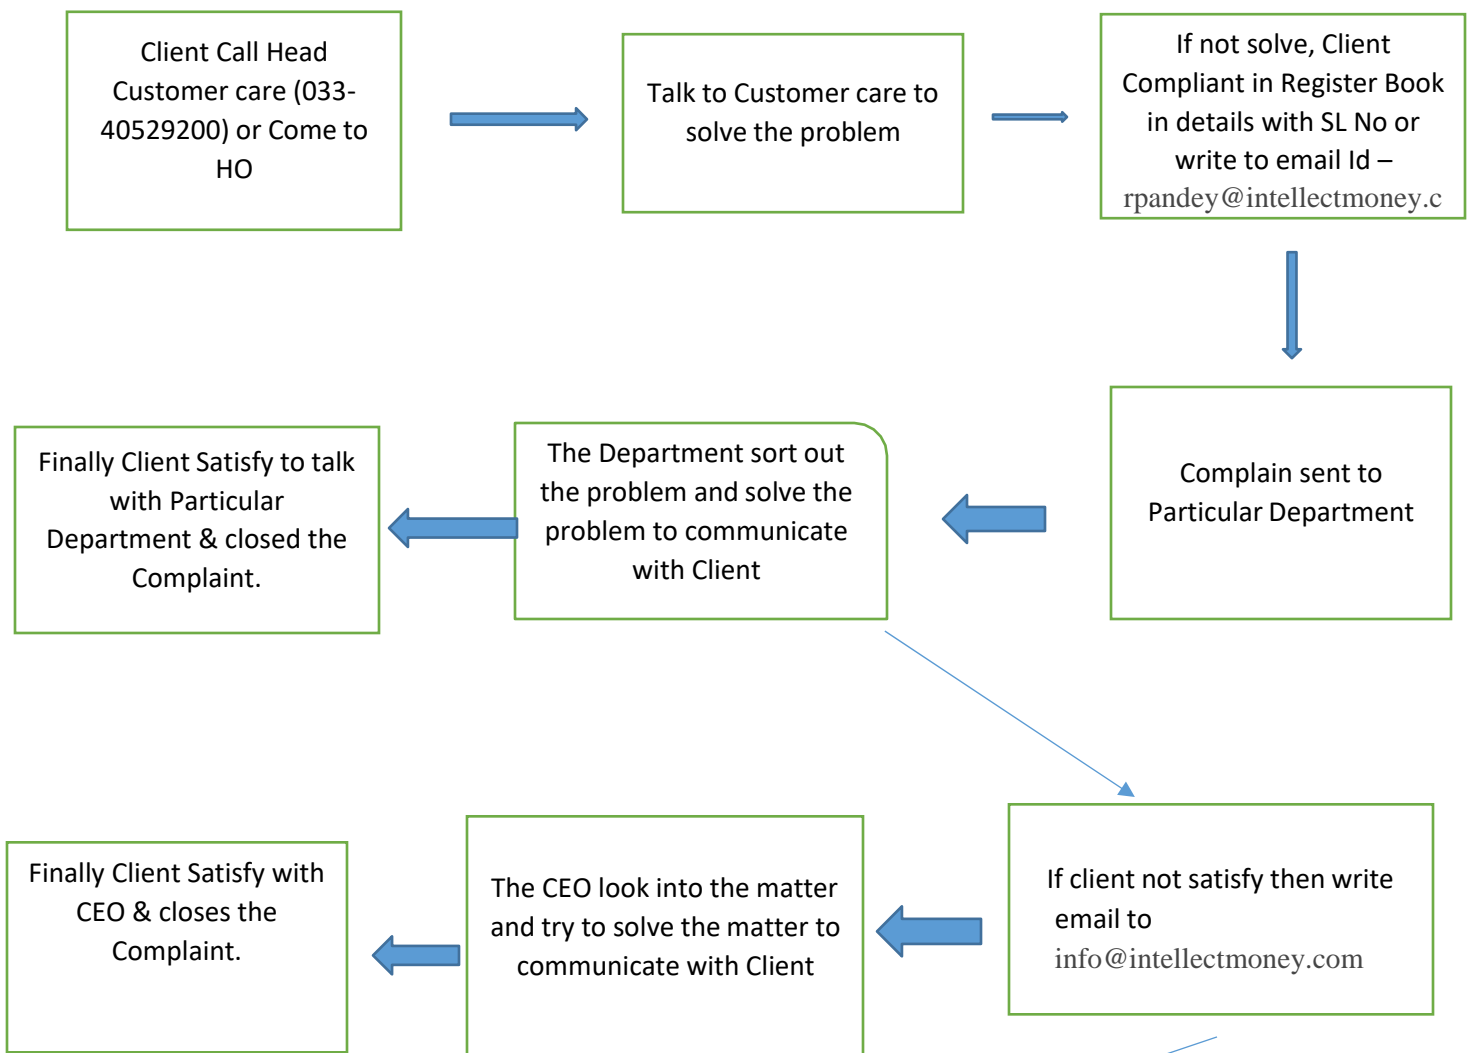 Client Call Head
Customer care (033-
40529200) or Come to
HO
Talk to Customer care to
solve the problem
If not solve, Client
Compliant in Register Book
in details with SL No or
write to email Id –
rpandey@intellectmoney.c
Complain sent to
Particular Department
The Department sort out
the problem and solve the
problem to communicate
with Client
Finally Client Satisfy to talk
with Particular
Department & closed the
Complaint.
If client not satisfy then write
email to
info@intellectmoney.com
The CEO look into the matter
and try to solve the matter to
communicate with Client
Finally Client Satisfy with
CEO & closes the
Complaint.